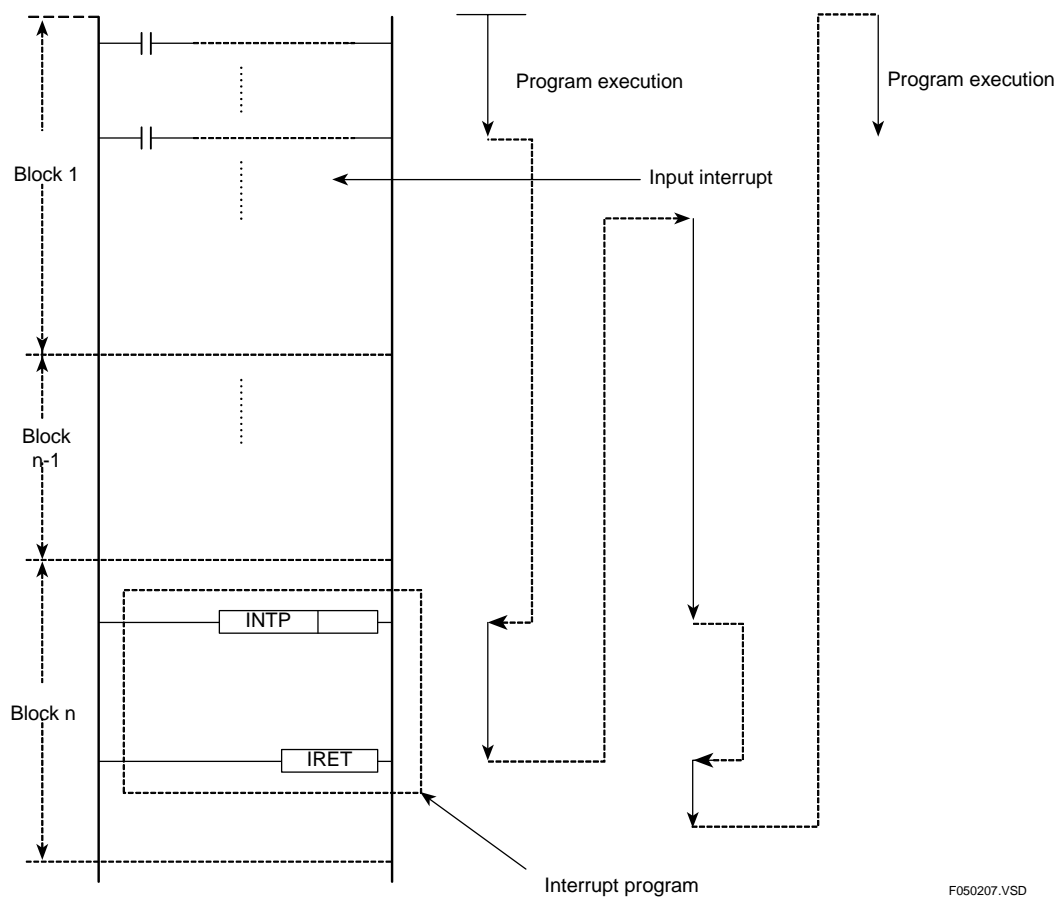 Program execution
Program execution
Block 1
Input interrupt
Block
n-1
INTP
Block n
IRET
Interrupt program
F050207.VSD